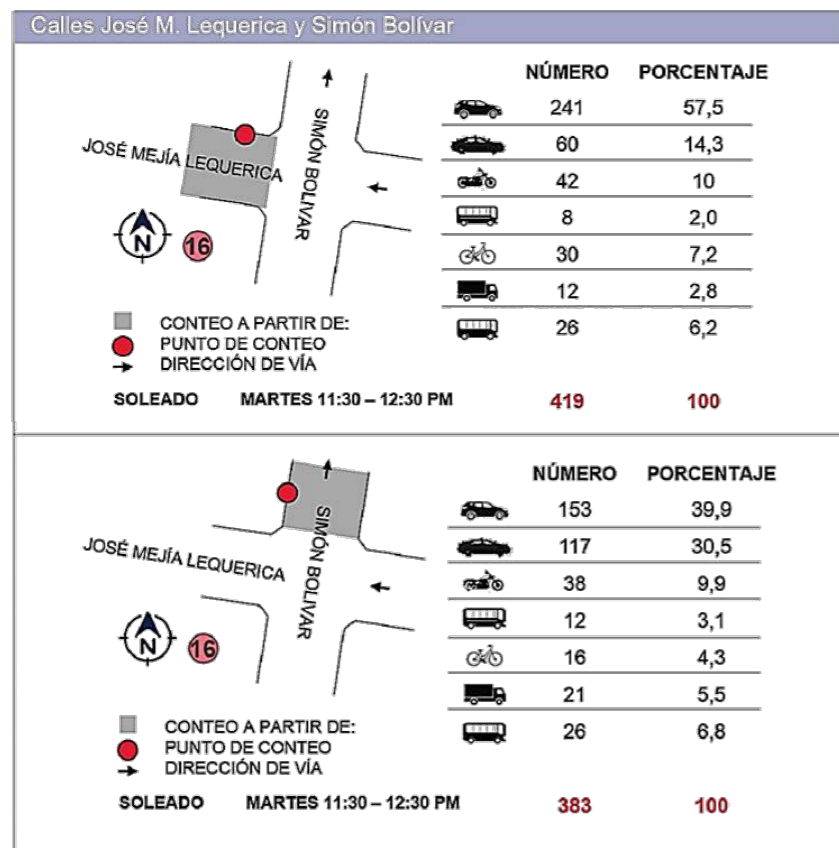 Calles José M. Lequerica y Simón Bolívar
NÚMERO PORCENTAJE
241 57,5
60 14,3
42 10
8 2,0
30 7,2
12 2,8
26 6,2
SIMÓN BOLIVAR
JOSÉ MEJÍA LEQUERICA
N 16
CONTEO A PARTIR DE:
PUNTO DE CONTEO
DIRECCIÓN DE VÍA
SOLEADO MARTES 11:30 – 12:30 PM 419 100
NÚMERO PORCENTAJE
153 39,9
117 30,5
38 9,9
12 3,1
16 4,3
21 5,5
26 6,8
SIMÓN BOLIVAR
JOSÉ MEJÍA LEQUERICA
N 16
CONTEO A PARTIR DE:
PUNTO DE CONTEO
DIRECCIÓN DE VÍA
SOLEADO MARTES 11:30 – 12:30 PM 383 100